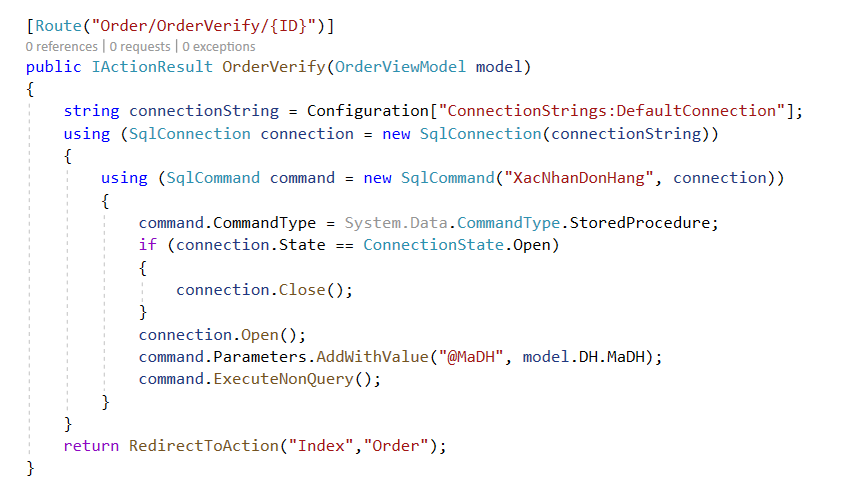 [Route("Order/OrderVerify/{ID}")]
0 references | 0 requests | 0 exceptions
public IActionResult OrderVerify(OrderViewModel model)
{
    string connectionString = Configuration["ConnectionStrings:DefaultConnection"];
    using (SqlConnection connection = new SqlConnection(connectionString))
    {
        using (SqlCommand command = new SqlCommand("XacNhanDonHang", connection))
        {
            command.CommandType = System.Data.CommandType.StoredProcedure;
            if (connection.State == ConnectionState.Open)
            {
                connection.Close();
            }
            connection.Open();
            command.Parameters.AddWithValue("@MaDH", model.DH.MaDH);
            command.ExecuteNonQuery();
        }
    }
    return RedirectToAction("Index","Order");
}